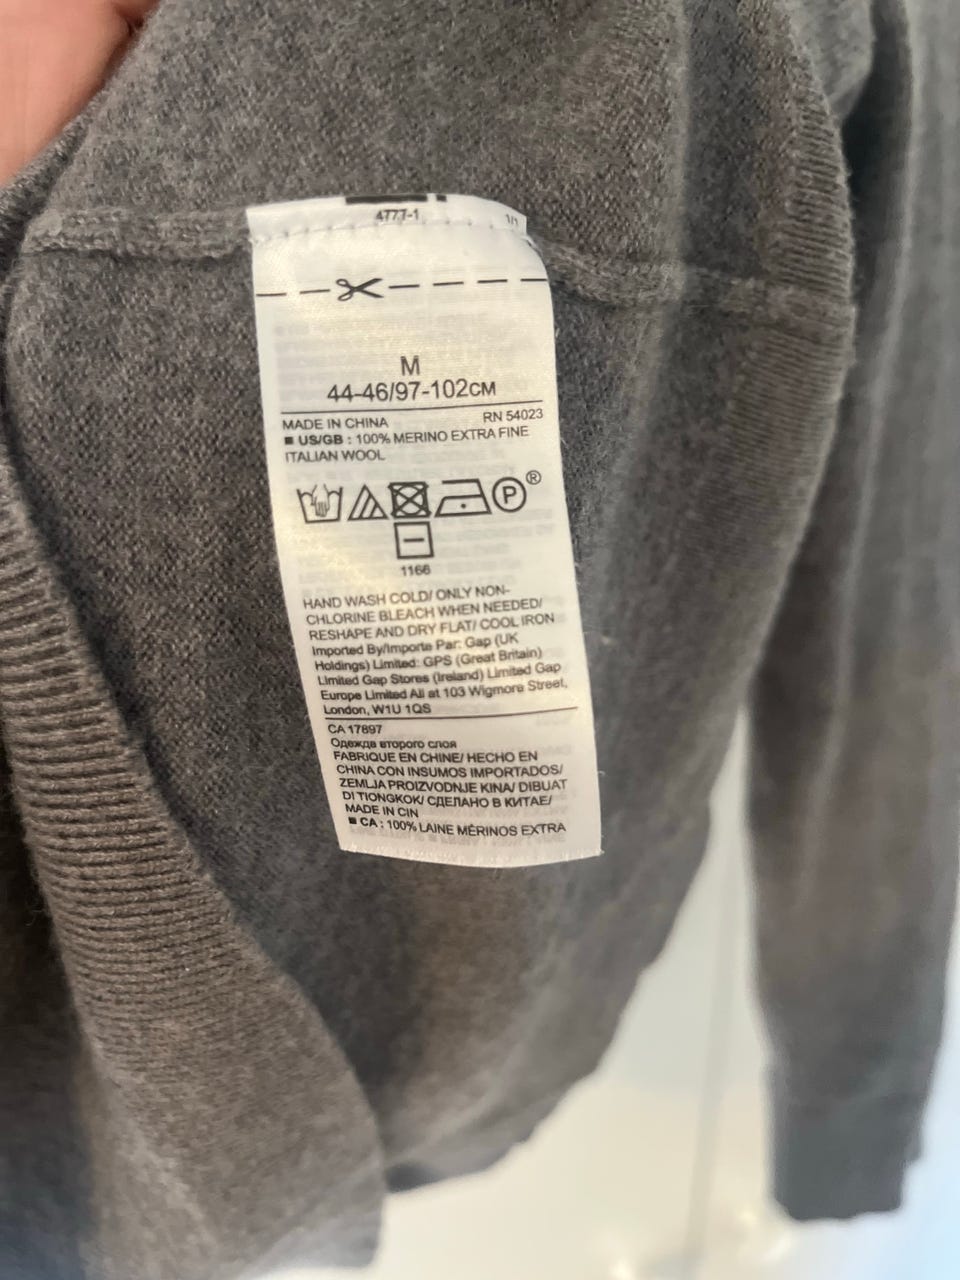 4777-1
1/1
M
44-46/97-102CM
MADE IN CHINA RN 54023
US/GB : 100% MERINO EXTRA FINE
ITALIAN WOOL
P ®
1166
HAND WASH COLD/ ONLY NON-
CHLORINE BLEACH WHEN NEEDED/
RESHAPE AND DRY FLAT/ COOL IRON
Imported By/Importe Par: Gap (UK
Holdings) Limited: GPS (Great Britain)
Limited Gap Stores (Ireland) Limited Gap
Europe Limited All at 103 Wigmore Street,
London, W1U 1QS
CA 17897
Одежда второго слоя
FABRIQUE EN CHINE/ HECHO EN
CHINA CON INSUMOS IMPORTADOS/
ZEMLJA PROIZVODNJE KINA/ DIBUAT
DI TIONGKOK/ СДЕЛАНО В КИТАЕ/
MADE IN CIN
CA : 100% LAINE MÉRINOS EXTRA